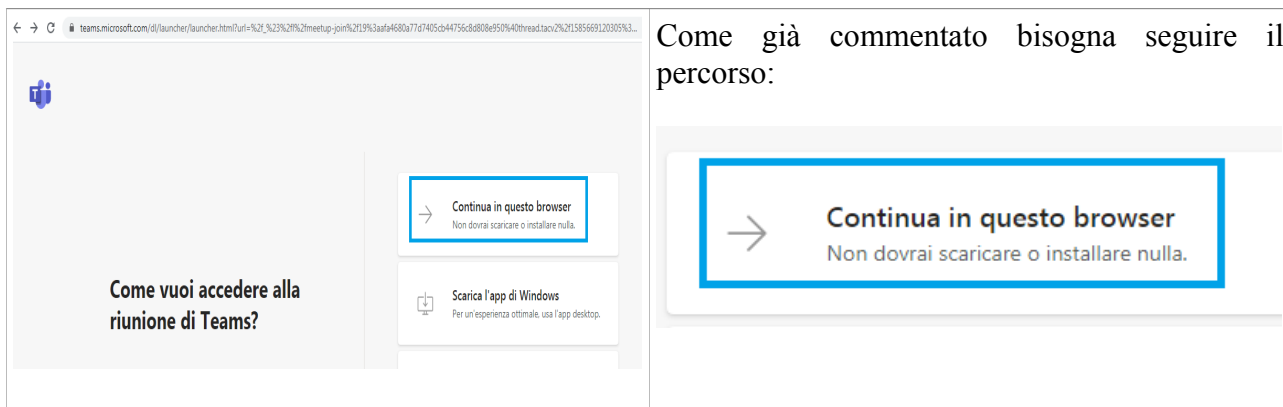 teams.microsoft.com/dl/launcher/launcher.html?url=%2f_%23%2fl%2fmeetup-join%2f19%3aafa4680a77d7405cb44756c8d808e950%40thread.tacv2%2f1585669120305%3...
Continua in questo browser
Non dovrai scaricare o installare nulla.
Come vuoi accedere alla
riunione di Teams?
Scarica l'app di Windows
Per un'esperienza ottimale, usa l'app desktop.
Come già commentato bisogna seguire il
percorso:
Continua in questo browser
Non dovrai scaricare o installare nulla.